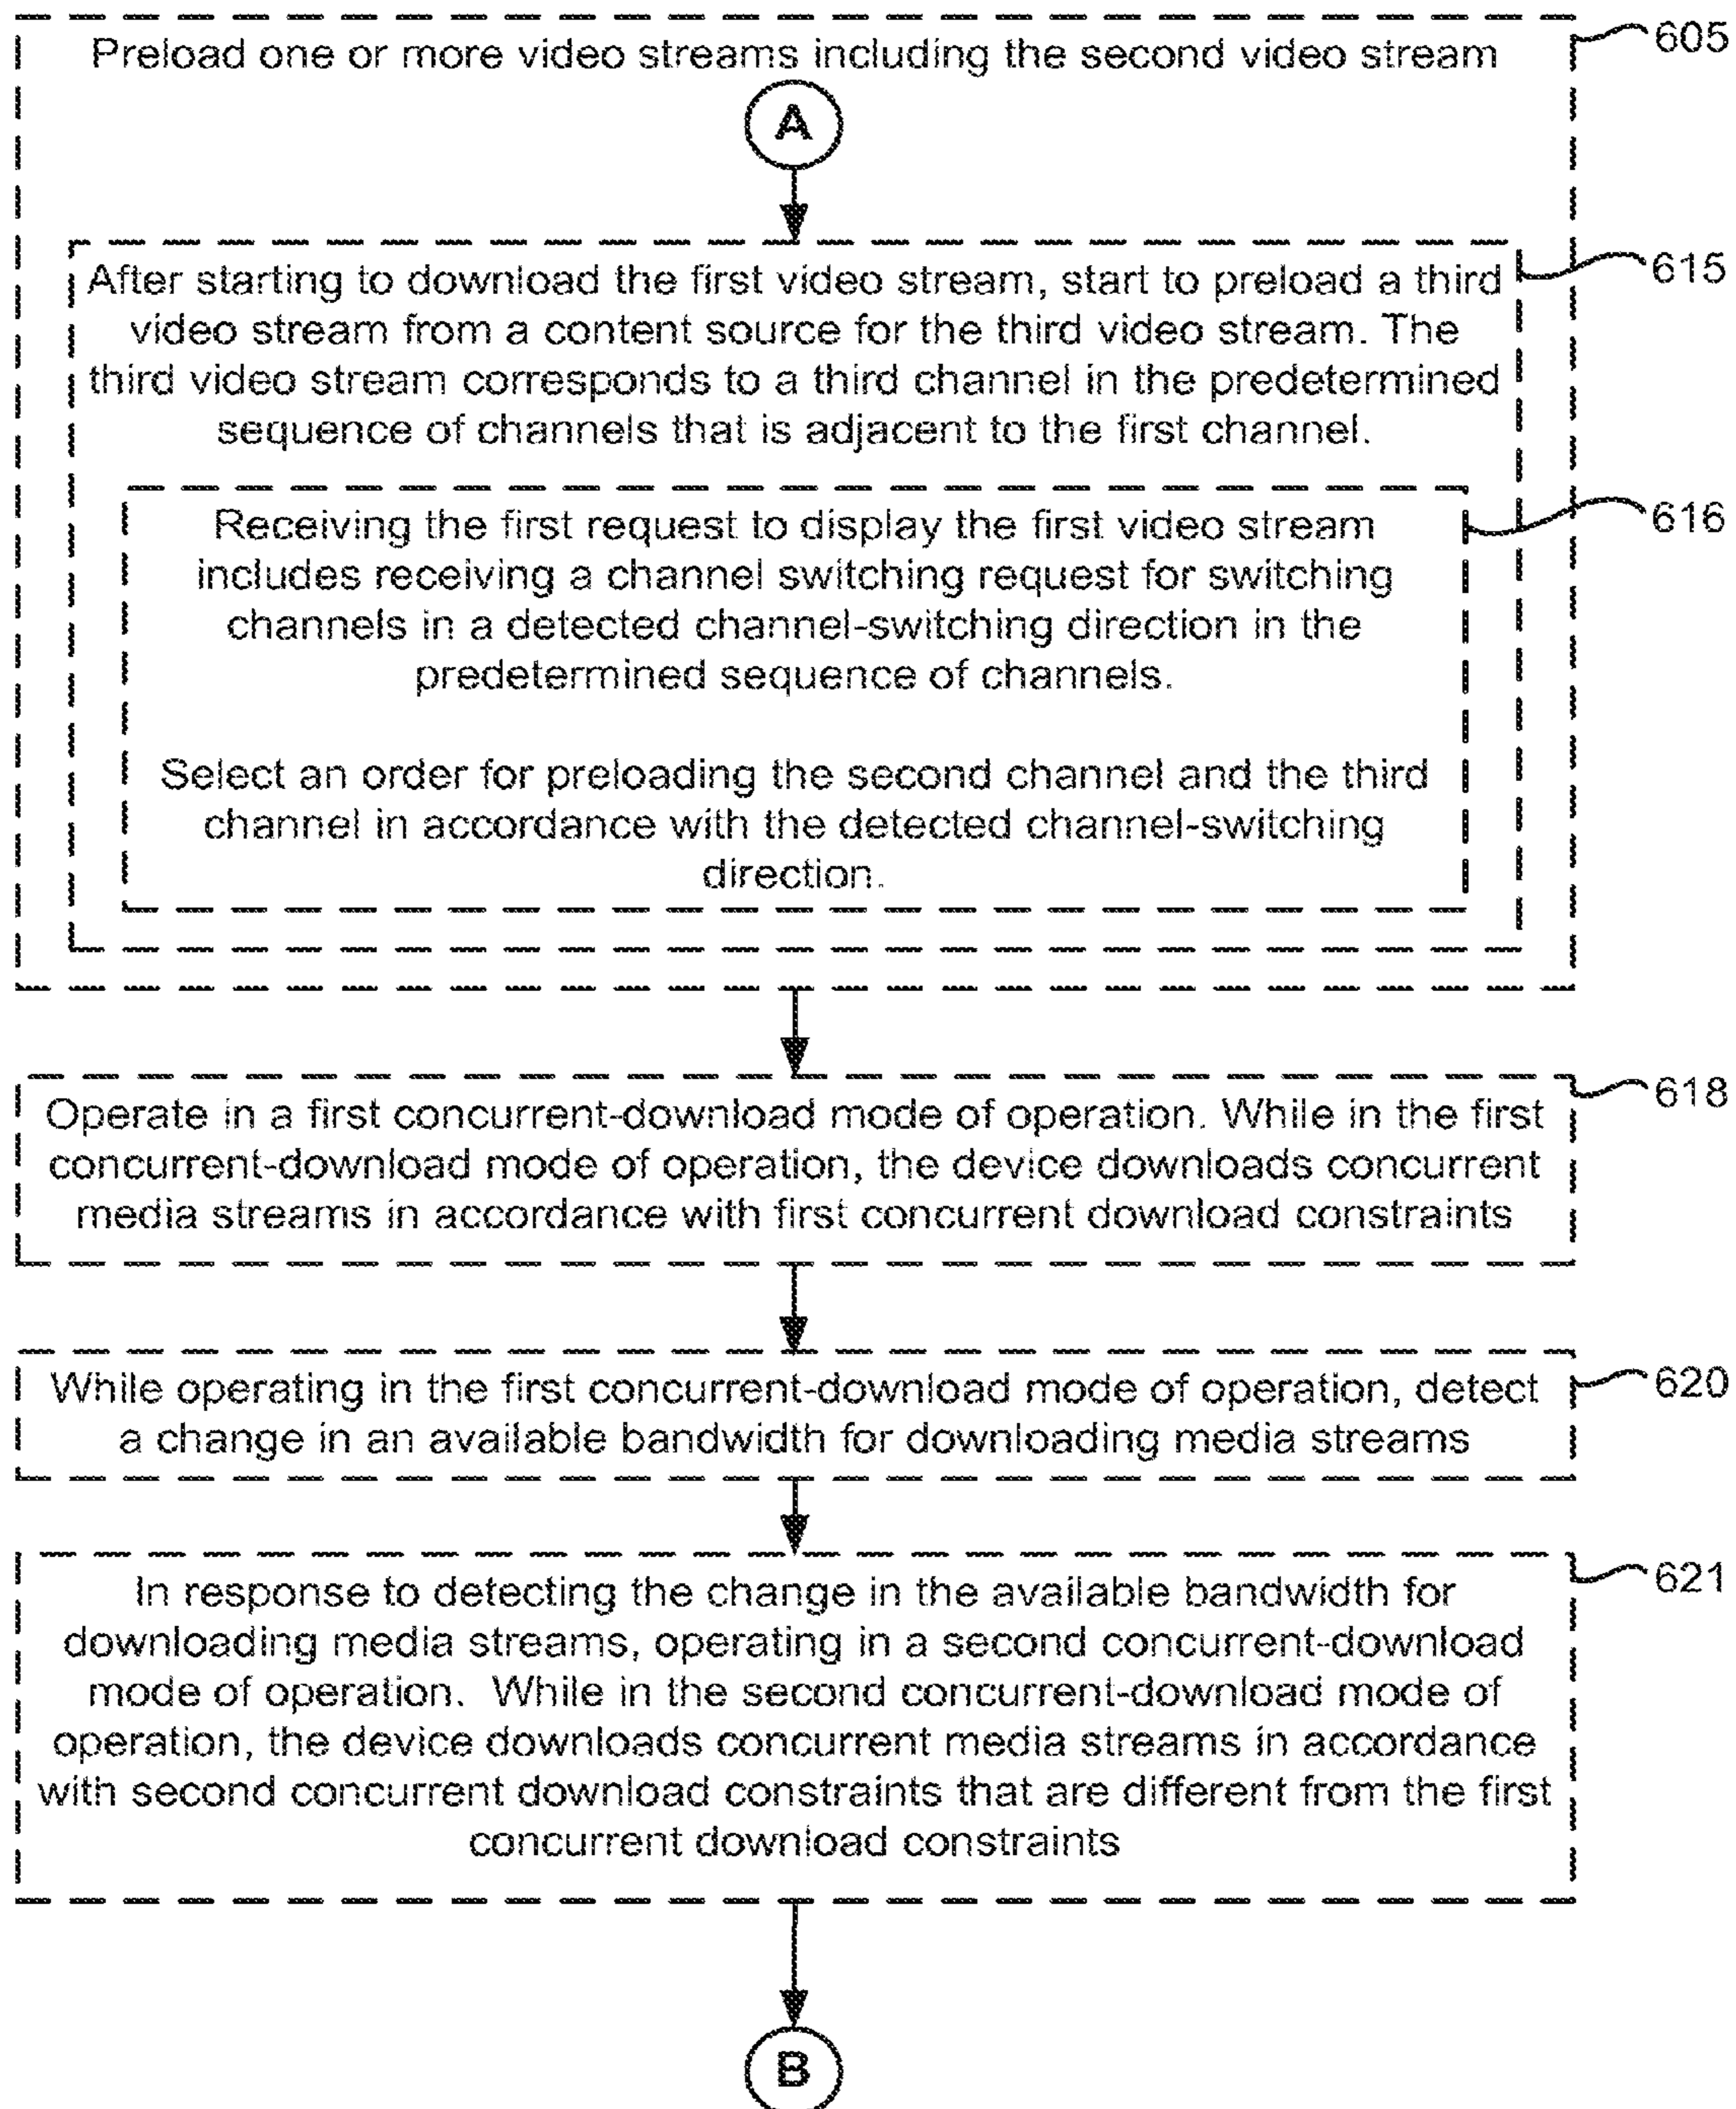 Preload one or more video streams including the second video stream
605
A
After starting to download the first video stream, start to preload a third
video stream from a content source for the third video stream. The
third video stream corresponds to a third channel in the predetermined
sequence of channels that is adjacent to the first channel.
615
Receiving the first request to display the first video stream
includes receiving a channel switching request for switching
channels in a detected channel-switching direction in the
predetermined sequence of channels.
616
Select an order for preloading the second channel and the third
channel in accordance with the detected channel-switching
direction.
Operate in a first concurrent-download mode of operation. While in the first
concurrent-download mode of operation, the device downloads concurrent
media streams in accordance with first concurrent download constraints
618
While operating in the first concurrent-download mode of operation, detect
a change in an available bandwidth for downloading media streams
620
In response to detecting the change in the available bandwidth for
downloading media streams, operating in a second concurrent-download
mode of operation. While in the second concurrent-download mode of
operation, the device downloads concurrent media streams in accordance
with second concurrent download constraints that are different from the first
concurrent download constraints
621
B